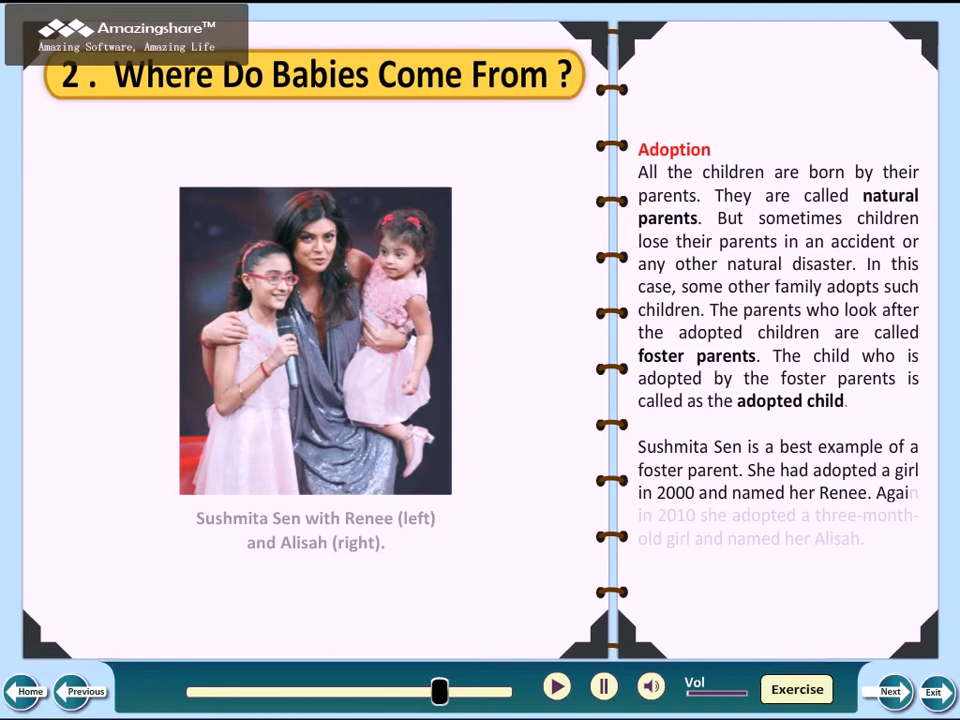 Amazingshare™
Amazing Software, Amazing Life
2 . Where Do Babies Come From ?
Adoption
All the children are born by their
parents. They are called natural
parents. But sometimes children
lose their parents in an accident or
any other natural disaster. In this
case, some other family adopts such
children. The parents who look after
the adopted children are called
foster parents. The child who is
adopted by the foster parents is
called as the adopted child.
Sushmita Sen is a best example of a
foster parent. She had adopted a girl
in 2000 and named her Renee. Again
in 2010 she adopted a three-month-
old girl and named her Alisah.
Sushmita Sen with Renee (left)
and Alisah (right).
Home
Previous
Vol
Exercise
Next
Exit